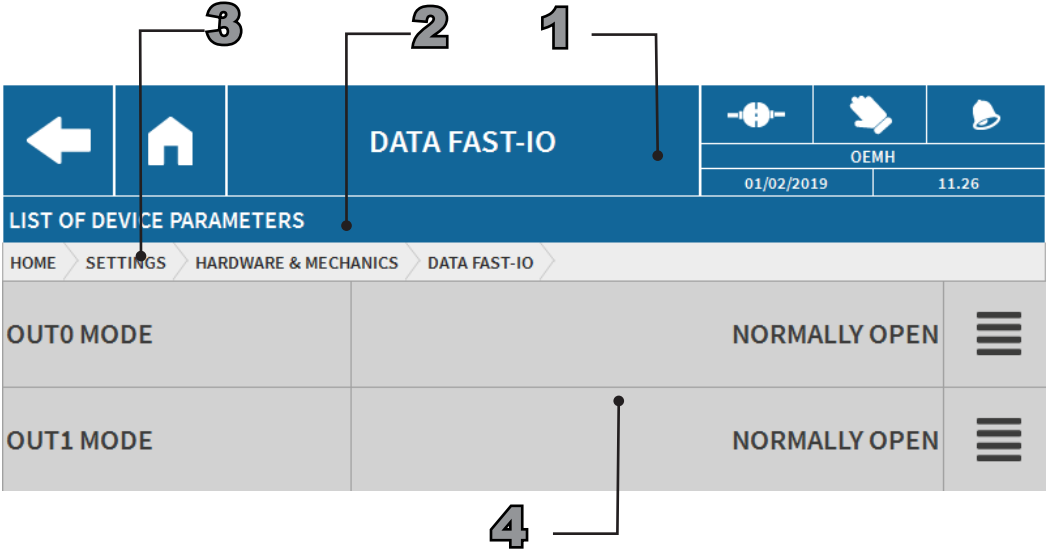 3 2 1
DATA FAST-IO
OEMH
01/02/2019 11.26
LIST OF DEVICE PARAMETERS
HOME SETTINGS HARDWARE & MECHANICS DATA FAST-IO
OUT0 MODE NORMALLY OPEN
OUT1 MODE NORMALLY OPEN
4